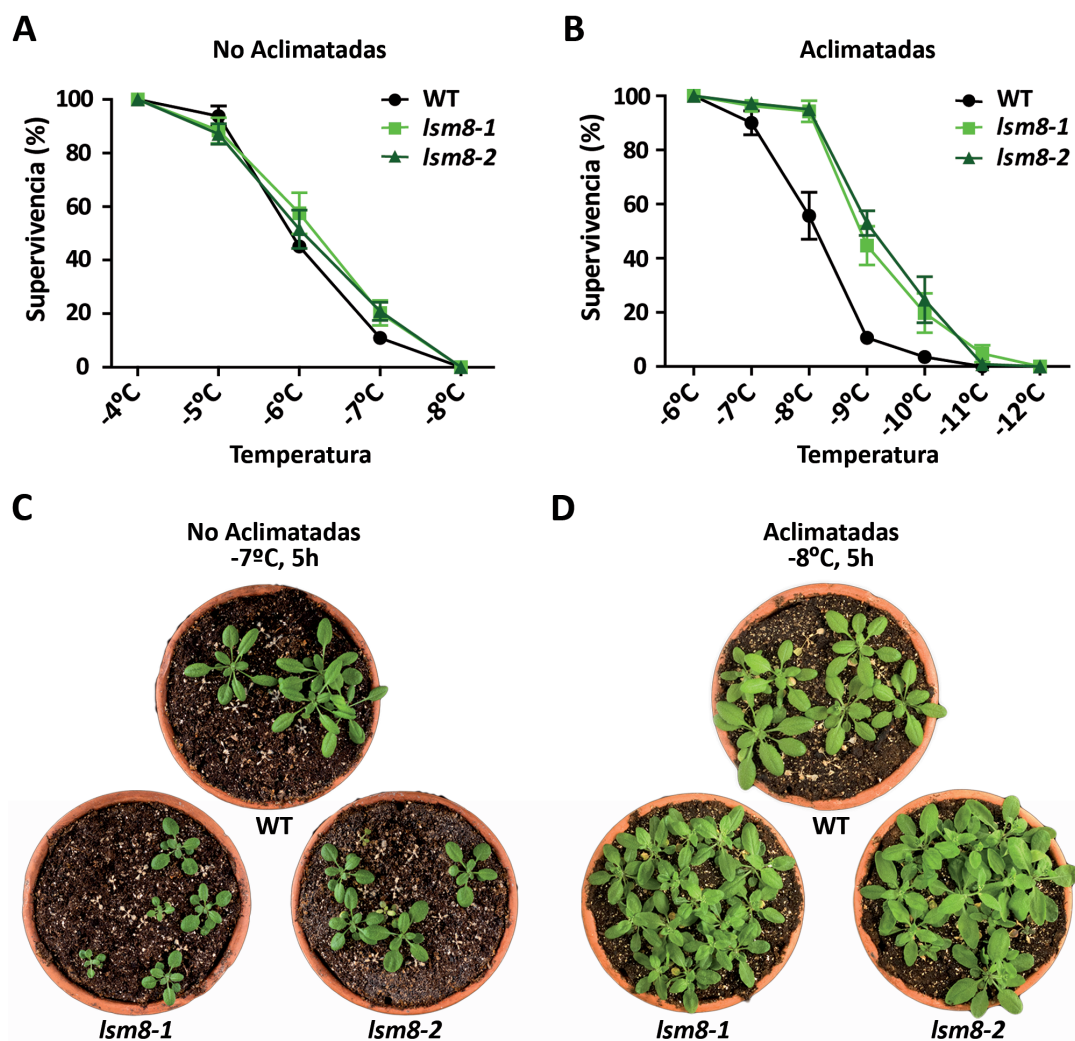 A
No Aclimatadas
Supervivencia (%)
100
80
60
40
20
0
WT
lsm8-1
lsm8-2
-4ºC
-5ºC
-6ºC
-7ºC
-8ºC
Temperatura
B
Aclimatadas
Supervivencia (%)
100
80
60
40
20
0
WT
lsm8-1
lsm8-2
-6ºC
-7ºC
-8ºC
-9ºC
-10ºC
-11ºC
-12ºC
Temperatura
C
No Aclimatadas
-7ºC, 5h
WT
lsm8-1
lsm8-2
D
Aclimatadas
-8ºC, 5h
WT
lsm8-1
lsm8-2